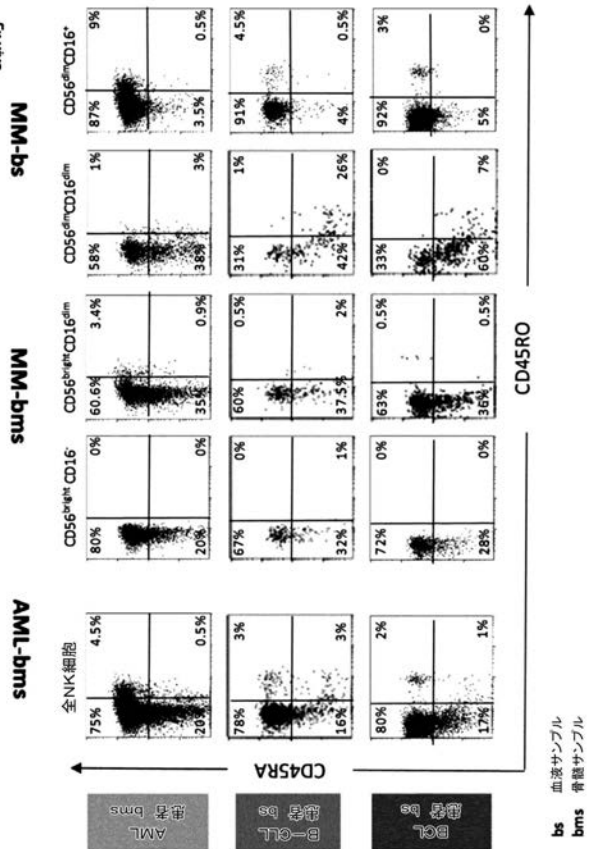 AML-bms
MM-bms
MM-bs
全NK細胞
CD56bright CD16-
CD56bright CD16dim
CD56dimCD16dim
CD56dimCD16+
AML
患者 bms
75% 4.5%
20% 0.5%
80% 0%
20% 0%
60.6% 3.4%
35% 0.9%
58% 1%
38% 3%
87% 9%
3.5% 0.5%
B-CLL
患者 bs
78% 3%
16% 3%
67% 0%
32% 1%
60% 0.5%
37.5% 2%
31% 1%
42% 26%
91% 4.5%
4% 0.5%
BCL
患者 bs
80% 2%
17% 1%
72% 0%
28% 0%
63% 0.5%
36% 0.5%
33% 0%
60% 7%
92% 3%
5% 0%
CD45RA
CD45RO
bs 血液サンプル
bms 骨髄サンプル